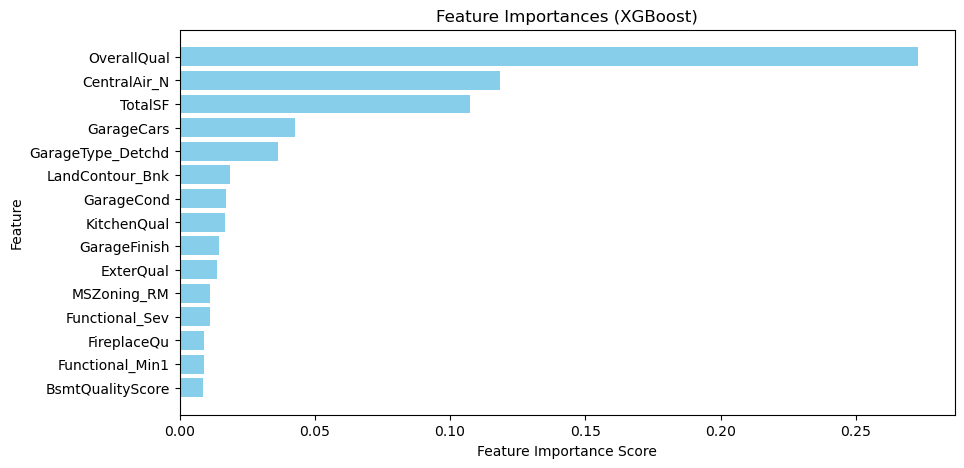 Feature Importances (XGBoost)
OverallQual
CentralAir_N
TotalSF
GarageCars
GarageType_Detchd
LandContour_Bnk
GarageCond
KitchenQual
GarageFinish
ExterQual
MSZoning_RM
Functional_Sev
FireplaceQu
Functional_Min1
BsmtQualityScore
Feature
0.00 0.05 0.10 0.15 0.20 0.25
Feature Importance Score